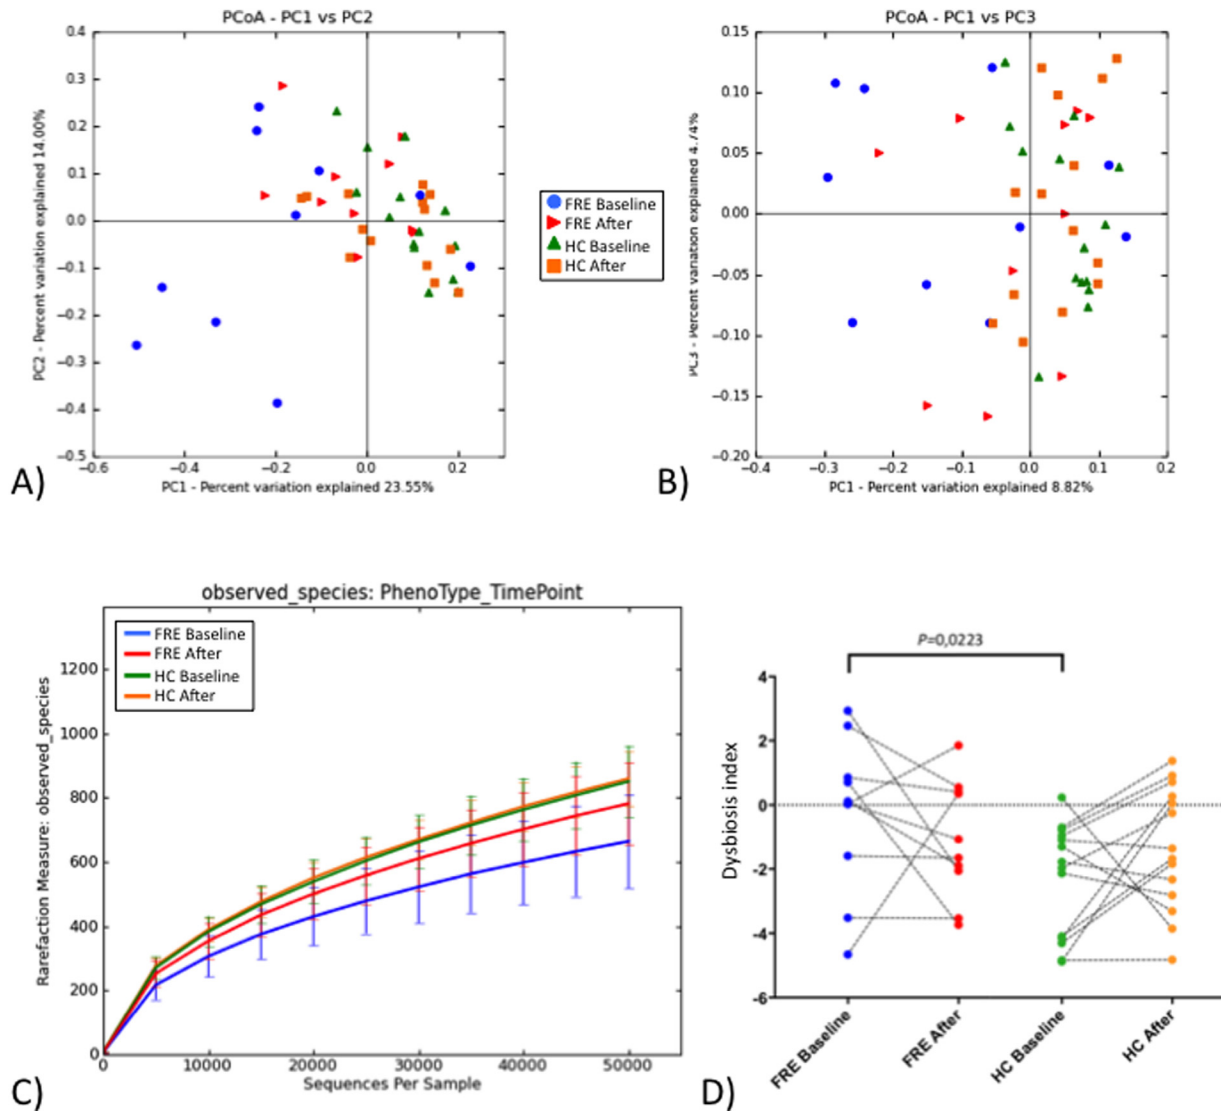 PCoA - PC1 vs PC2
0.4
0.3
0.2
0.1
0.0
−0.1
−0.2
−0.3
−0.4
−0.5
PC2 - Percent variation explained 14.00%
−0.6
−0.4
−0.2
0.0
0.2
PC1 - Percent variation explained 23.55%
A)
FRE Baseline
FRE After
HC Baseline
HC After
PCoA - PC1 vs PC3
0.15
0.10
0.05
0.00
−0.05
−0.10
−0.15
−0.20
PC3 - Percent variation explained 4.74%
−0.4
−0.3
−0.2
−0.1
0.0
0.1
0.2
PC1 - Percent variation explained 8.82%
B)
observed_species: PhenoType_TimePoint
FRE Baseline
FRE After
HC Baseline
HC After
1200
1000
800
600
400
200
0
Rarefaction Measure: observed_species
0
10000
20000
30000
40000
50000
Sequences Per Sample
C)
P=0,0223
4
2
0
-2
-4
-6
Dysbiosis index
FRE Baseline
FRE After
HC Baseline
HC After
D)